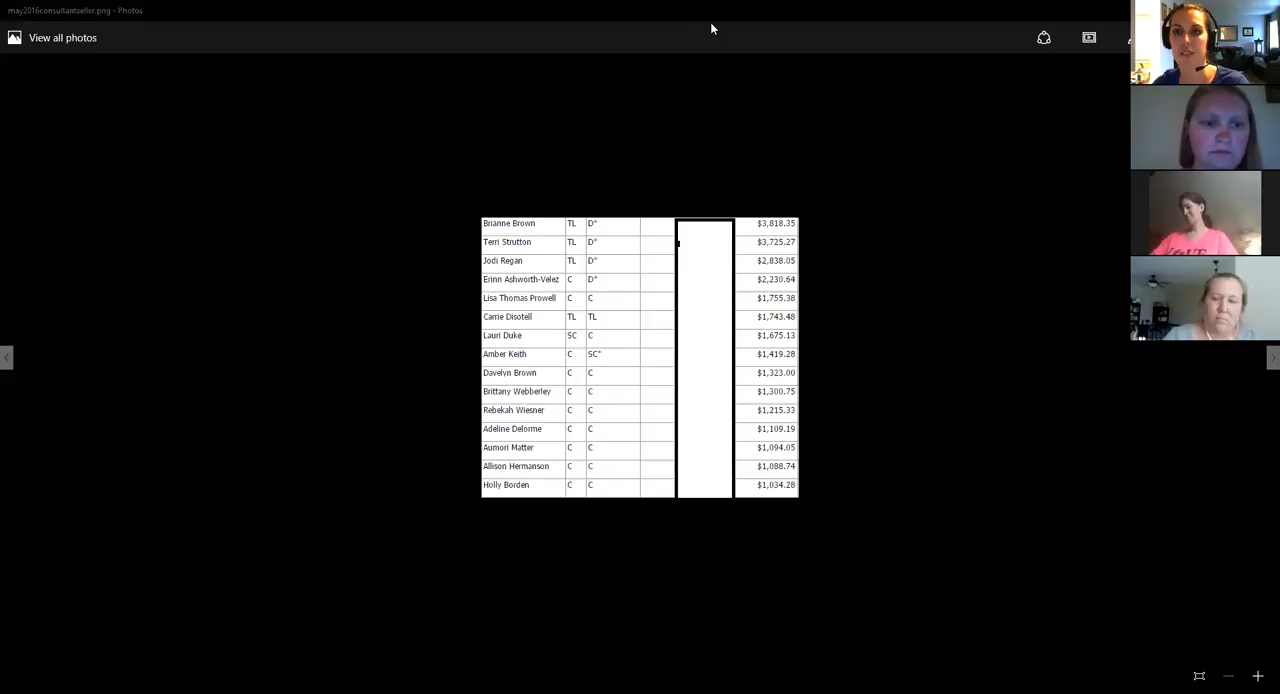 may2016consultantseller.png - Photos
View all photos
Brianne Brown TL D* $3,818.35
Terri Strutton TL D* $3,725.27
Jodi Regan TL D* $2,838.05
Erinn Ashworth-Velez C D* $2,230.64
Lisa Thomas Prowell C C $1,755.38
Carrie Disotell TL TL $1,743.48
Lauri Duke SC C $1,675.13
Amber Keith C SC* $1,419.28
Davelyn Brown C C $1,323.00
Brittany Webberley C C $1,300.75
Rebekah Wiesner C C $1,215.33
Adeline Delorme C C $1,109.19
Aumori Matter C C $1,094.05
Allison Hermanson C C $1,088.74
Holly Borden C C $1,034.28